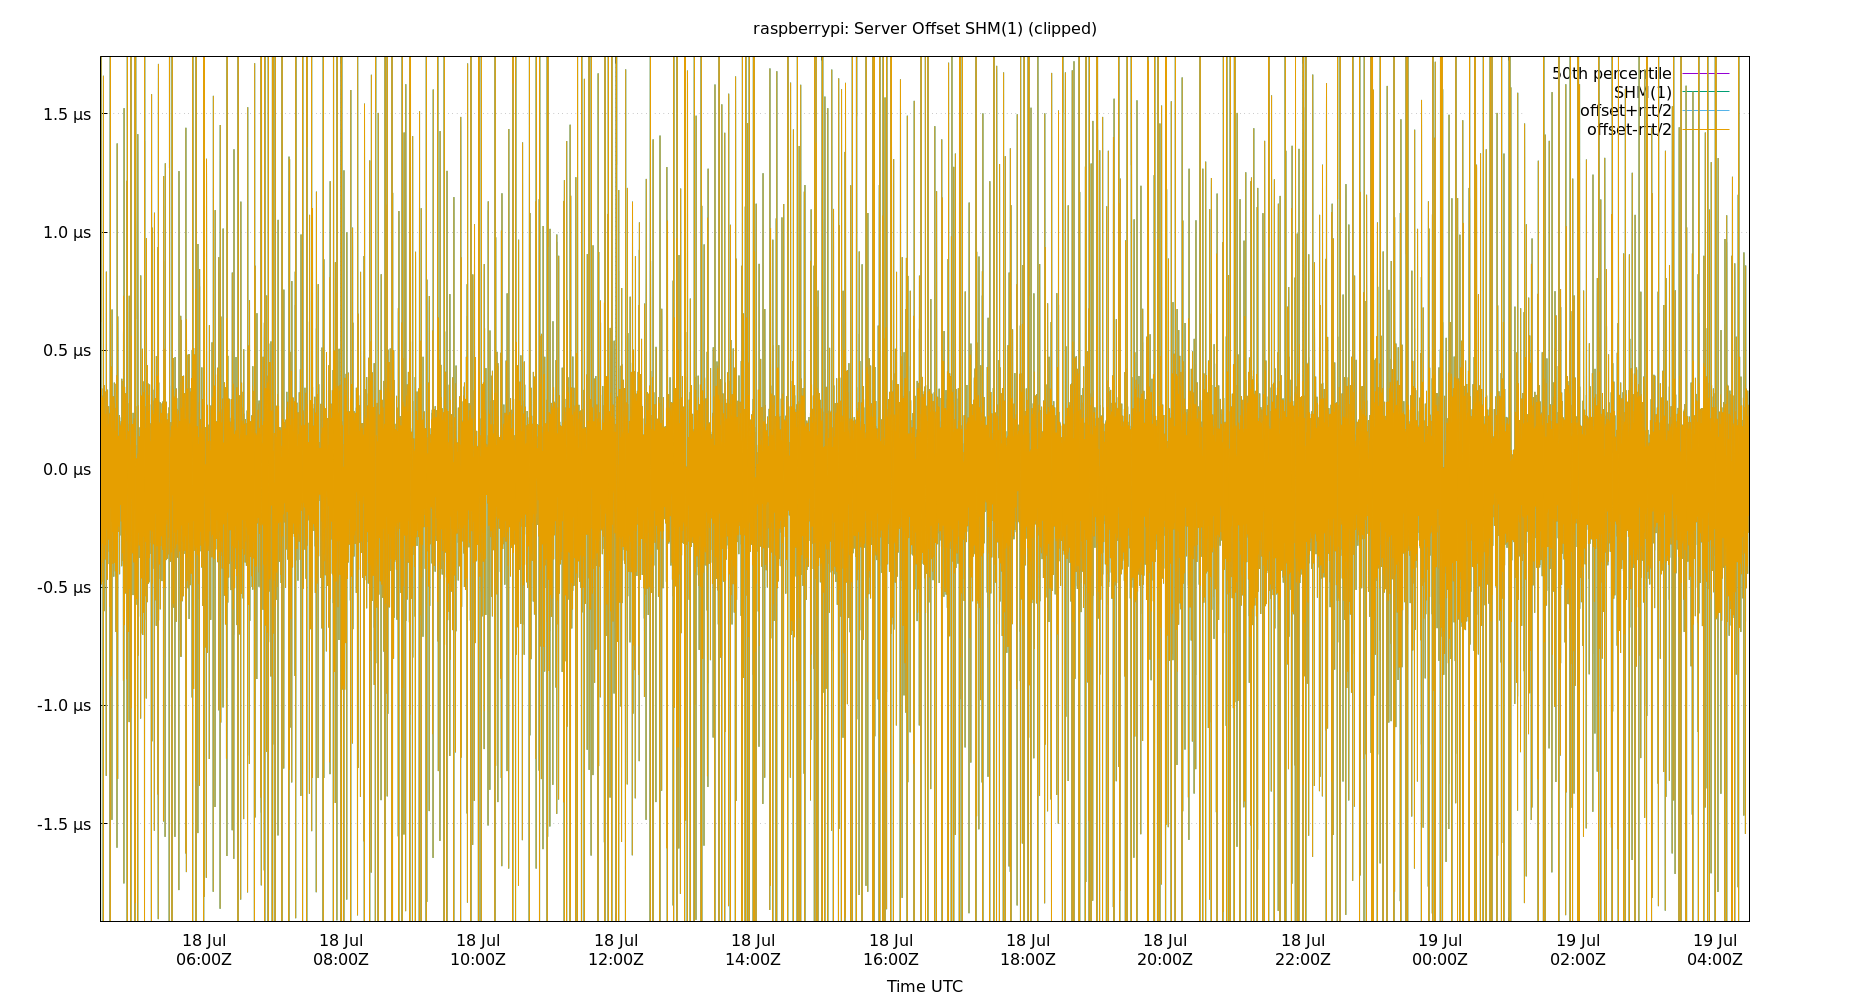 raspberrypi: Server Offset SHM(1) (clipped)
50th percentile
SHM(1)
offset+rtt/2
offset-rtt/2
1.5 µs
1.0 µs
0.5 µs
0.0 µs
-0.5 µs
-1.0 µs
-1.5 µs
18 Jul 18 Jul 18 Jul 18 Jul 18 Jul 18 Jul 18 Jul 18 Jul 18 Jul 19 Jul 19 Jul 19 Jul
06:00Z 08:00Z 10:00Z 12:00Z 14:00Z 16:00Z 18:00Z 20:00Z 22:00Z 00:00Z 02:00Z 04:00Z
Time UTC